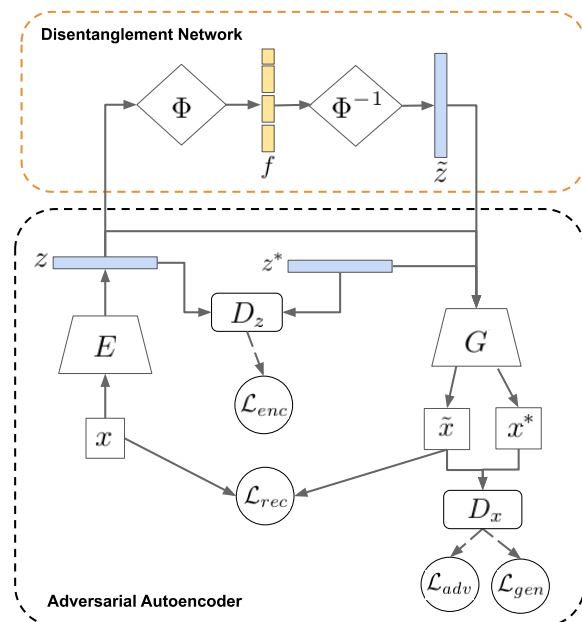 Disentanglement Network
Φ
Φ⁻¹
f
z̃
z
z*
D_z
E
G
ℒ_enc
x
x̃
x*
ℒ_rec
D_x
ℒ_adv
ℒ_gen
Adversarial Autoencoder